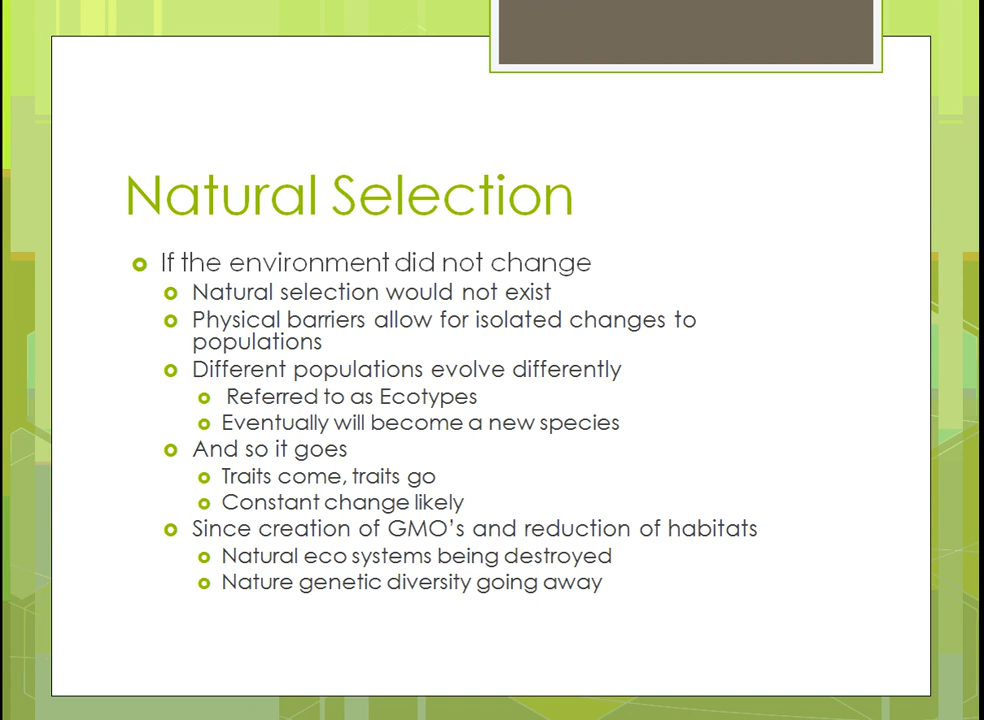 Natural Selection
If the environment did not change
Natural selection would not exist
Physical barriers allow for isolated changes to
populations
Different populations evolve differently
Referred to as Ecotypes
Eventually will become a new species
And so it goes
Traits come, traits go
Constant change likely
Since creation of GMO's and reduction of habitats
Natural eco systems being destroyed
Nature genetic diversity going away